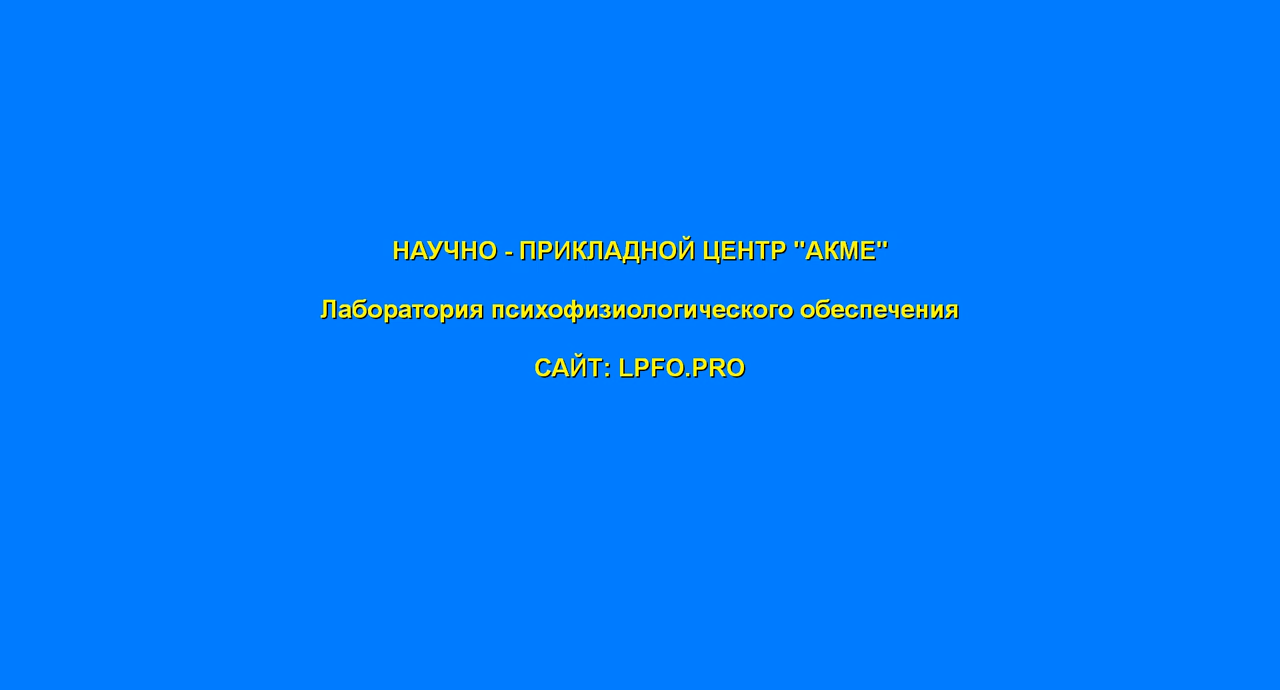 НАУЧНО - ПРИКЛАДНОЙ ЦЕНТР "АКМЕ"
Лаборатория психофизиологического обеспечения
САЙТ: LPFO.PRO